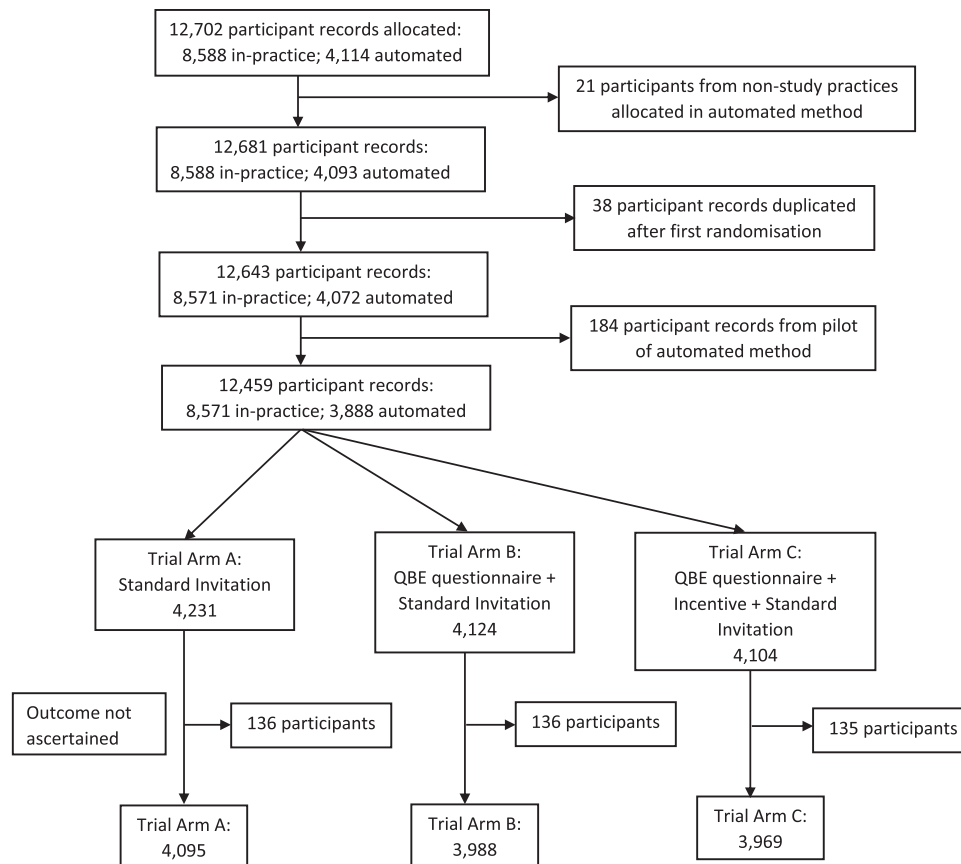 12,702 participant records allocated:
8,588 in-practice; 4,114 automated
21 participants from non-study practices
allocated in automated method
12,681 participant records:
8,588 in-practice; 4,093 automated
38 participant records duplicated
after first randomisation
12,643 participant records:
8,571 in-practice; 4,072 automated
184 participant records from pilot
of automated method
12,459 participant records:
8,571 in-practice; 3,888 automated
Trial Arm A:
Standard Invitation
4,231
Trial Arm B:
QBE questionnaire +
Standard Invitation
4,124
Trial Arm C:
QBE questionnaire +
Incentive + Standard
Invitation
4,104
Outcome not
ascertained
136 participants
136 participants
135 participants
Trial Arm A:
4,095
Trial Arm B:
3,988
Trial Arm C:
3,969